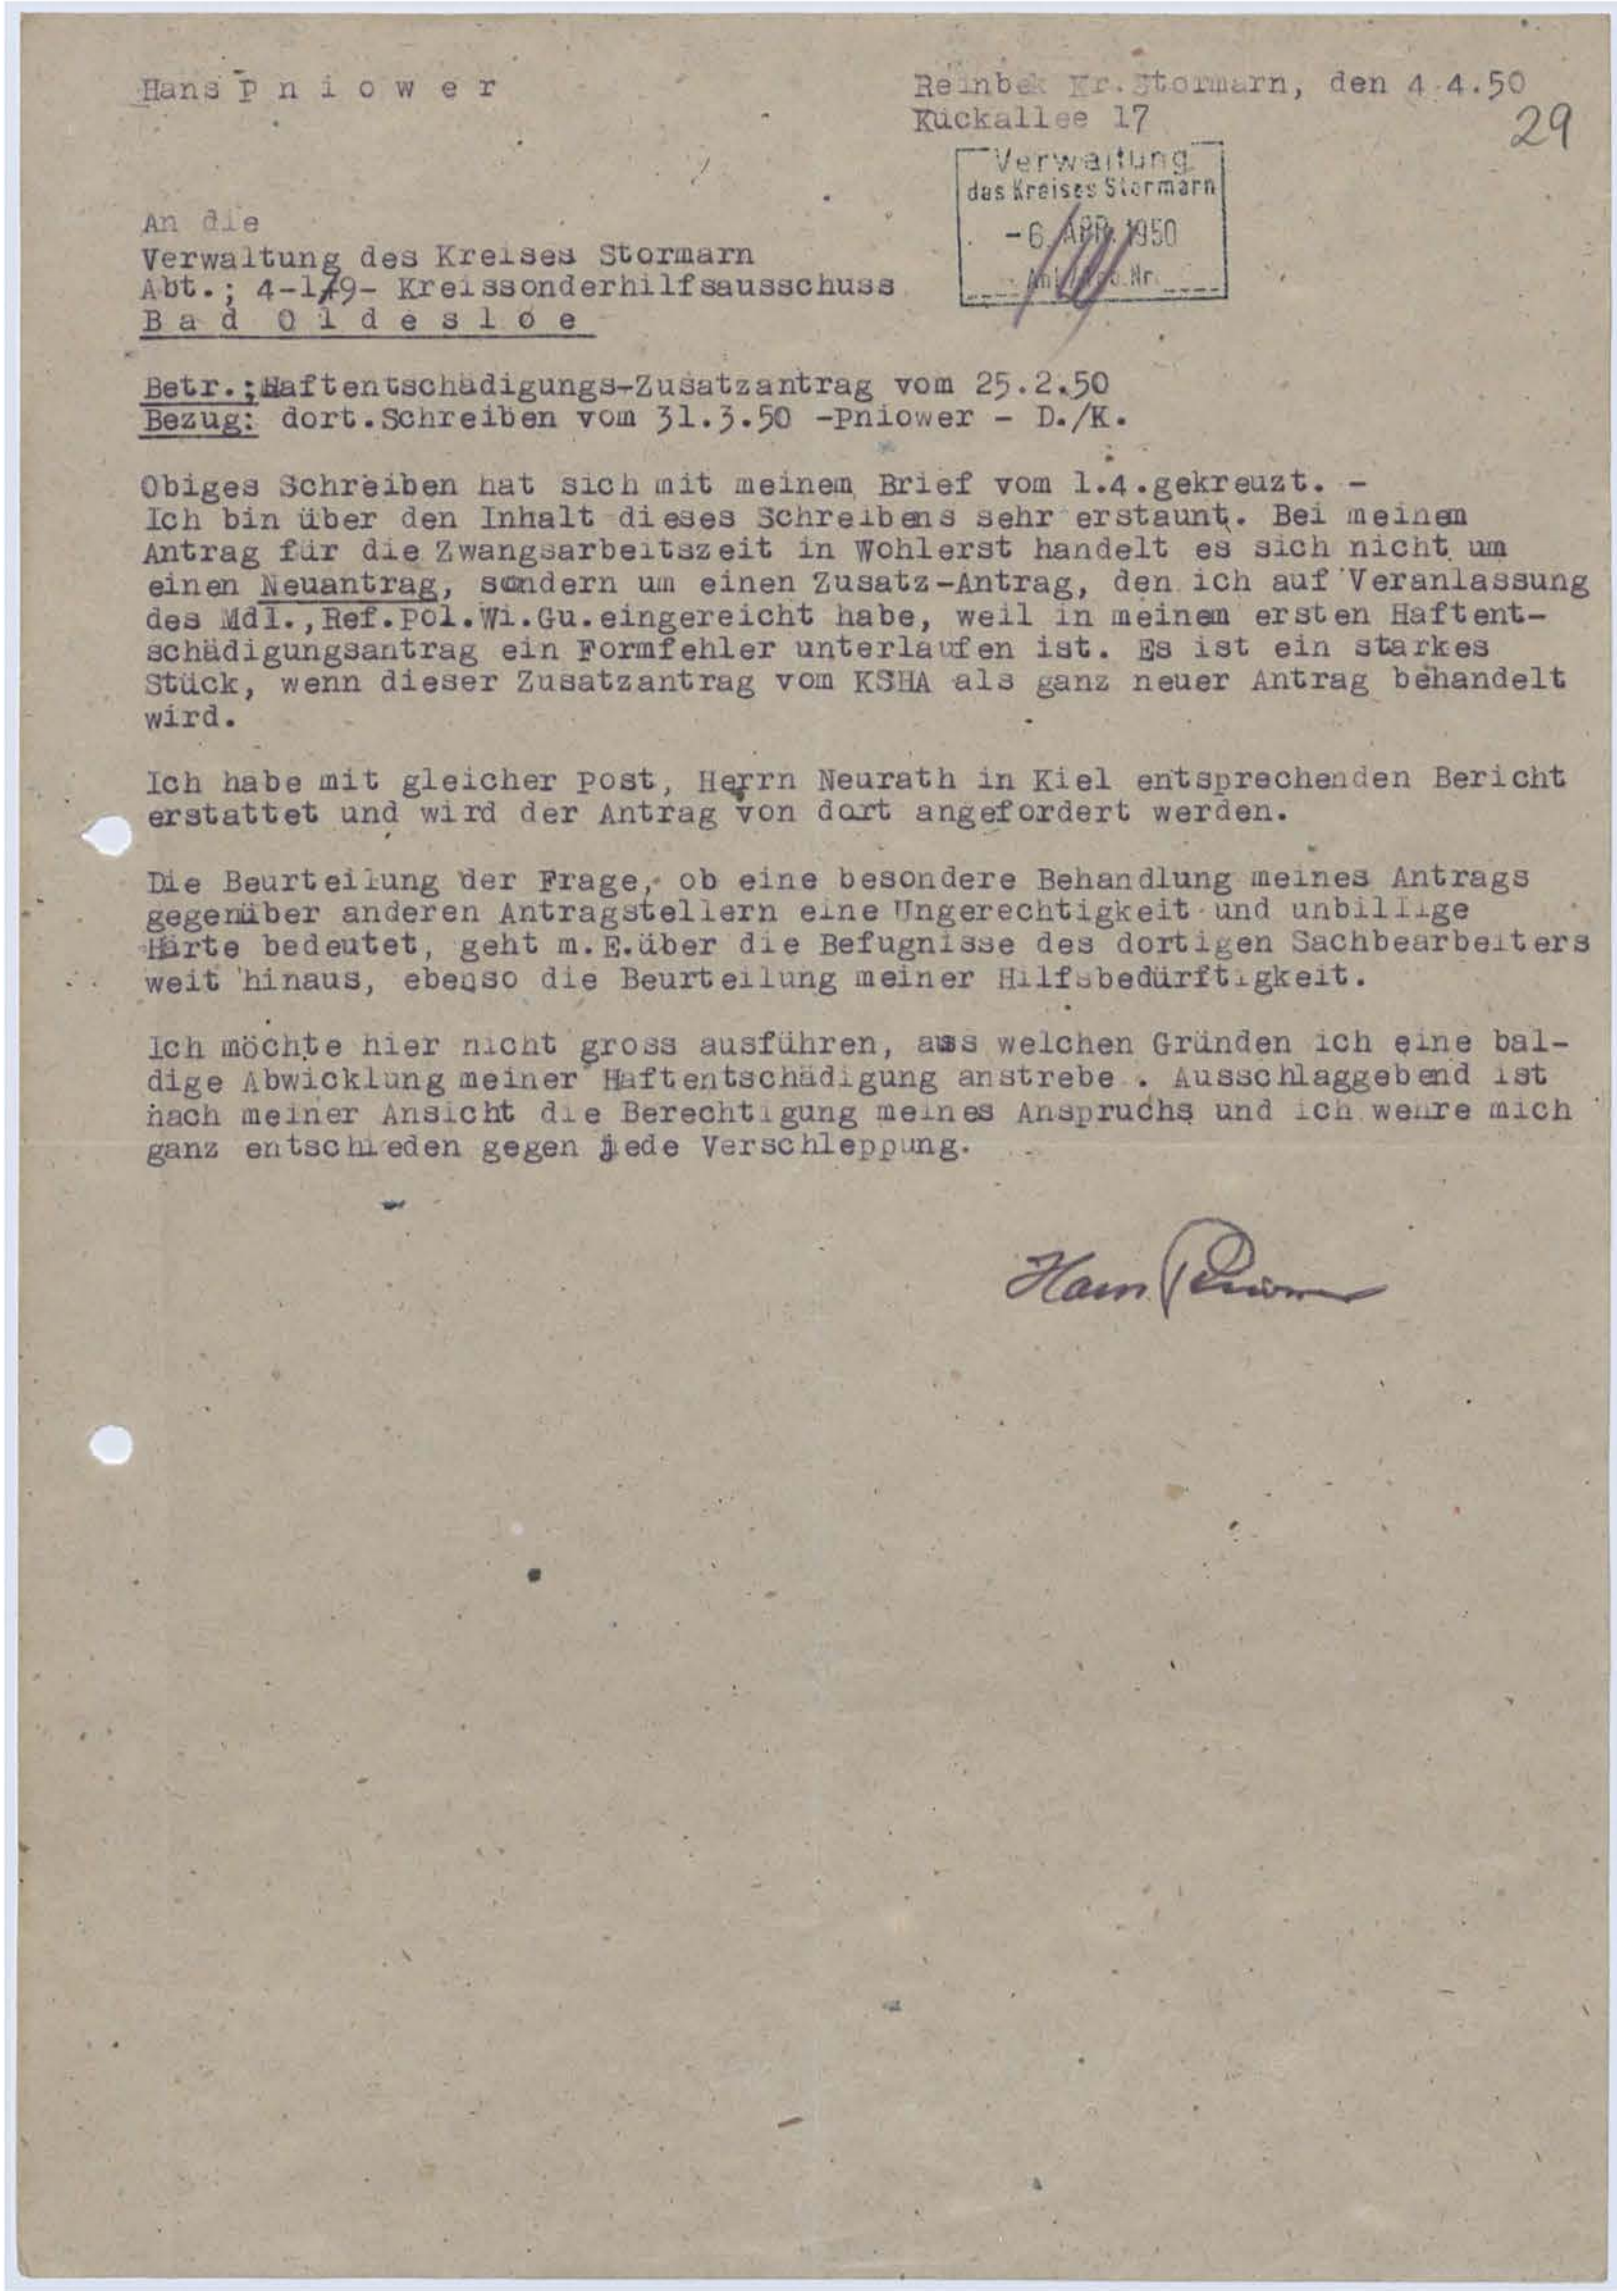 Hans P n i o w e r
Reinbek Kr. Stormarn, den 4.4.50
Kückallee 17
29
Verwaltung
des Kreises Stormarn
-6. APR. 1950
An die
Verwaltung des Kreises Stormarn
Abt.; 4-1/9- Kreissonderhilfsausschuss
B a d O l d e s l o e
Betr.: Haftentschädigungs-Zusatzantrag vom 25.2.50
Bezug: dort.Schreiben vom 31.3.50 -Pniower - D./K.
Obiges Schreiben hat sich mit meinem Brief vom 1.4.gekreuzt. -
Ich bin über den Inhalt dieses Schreibens sehr erstaunt. Bei meinem
Antrag für die Zwangsarbeitszeit in Wohlerst handelt es sich nicht um
einen Neuantrag, sondern um einen Zusatz-Antrag, den ich auf Veranlassung
des MdI.,Ref.Pol.Wi.Gu.eingereicht habe, weil in meinem ersten Haftent-
schädigungsantrag ein Formfehler unterlaufen ist. Es ist ein starkes
Stück, wenn dieser Zusatzantrag vom KSHA als ganz neuer Antrag behandelt
wird.
Ich habe mit gleicher Post, Herrn Neurath in Kiel entsprechenden Bericht
erstattet und wird der Antrag von dort angefordert werden.
Die Beurteilung der Frage, ob eine besondere Behandlung meines Antrags
gegenüber anderen Antragstellern eine Ungerechtigkeit und unbillige
Härte bedeutet, geht m.E.über die Befugnisse des dortigen Sachbearbeiters
weit hinaus, ebenso die Beurteilung meiner Hilfsbedürftigkeit.
Ich möchte hier nicht gross ausführen, aus welchen Gründen ich eine bal-
dige Abwicklung meiner Haftentschädigung anstrebe . Ausschlaggebend ist
nach meiner Ansicht die Berechtigung meines Anspruchs und ich wehre mich
ganz entschieden gegen jede Verschleppung.
Hans Pniower